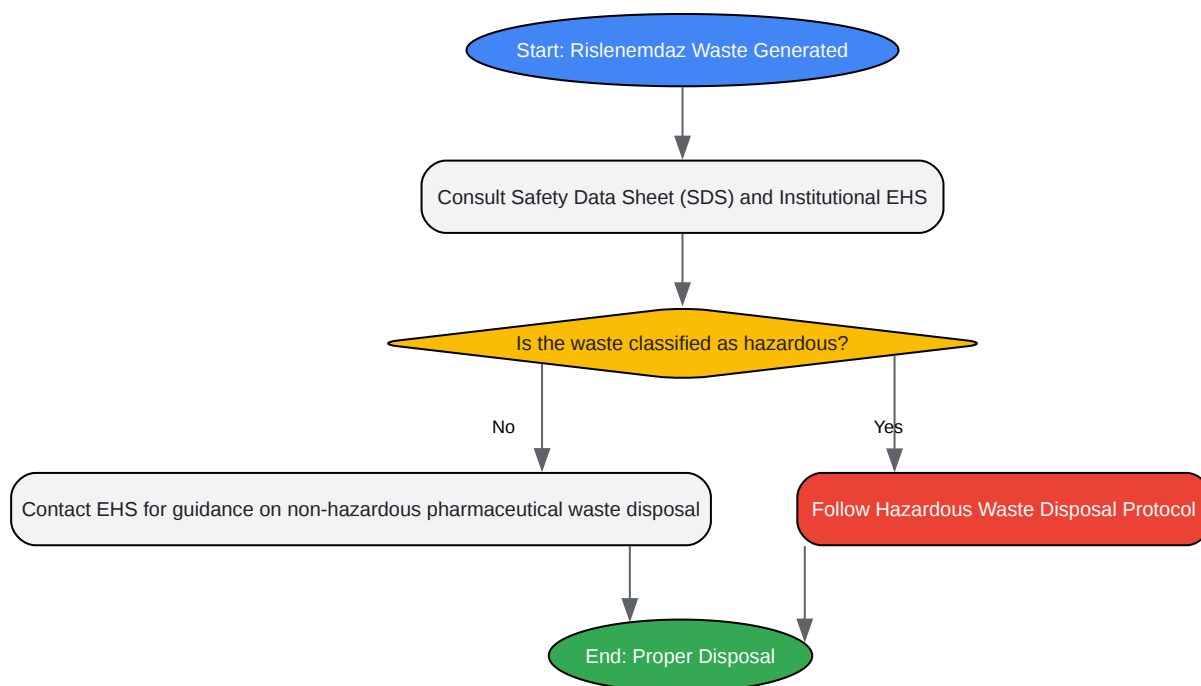 Start: Rislenemdaz Waste Generated
Consult Safety Data Sheet (SDS) and Institutional EHS
Is the waste classified as hazardous?
No
Yes
Contact EHS for guidance on non-hazardous pharmaceutical waste disposal
Follow Hazardous Waste Disposal Protocol
End: Proper Disposal